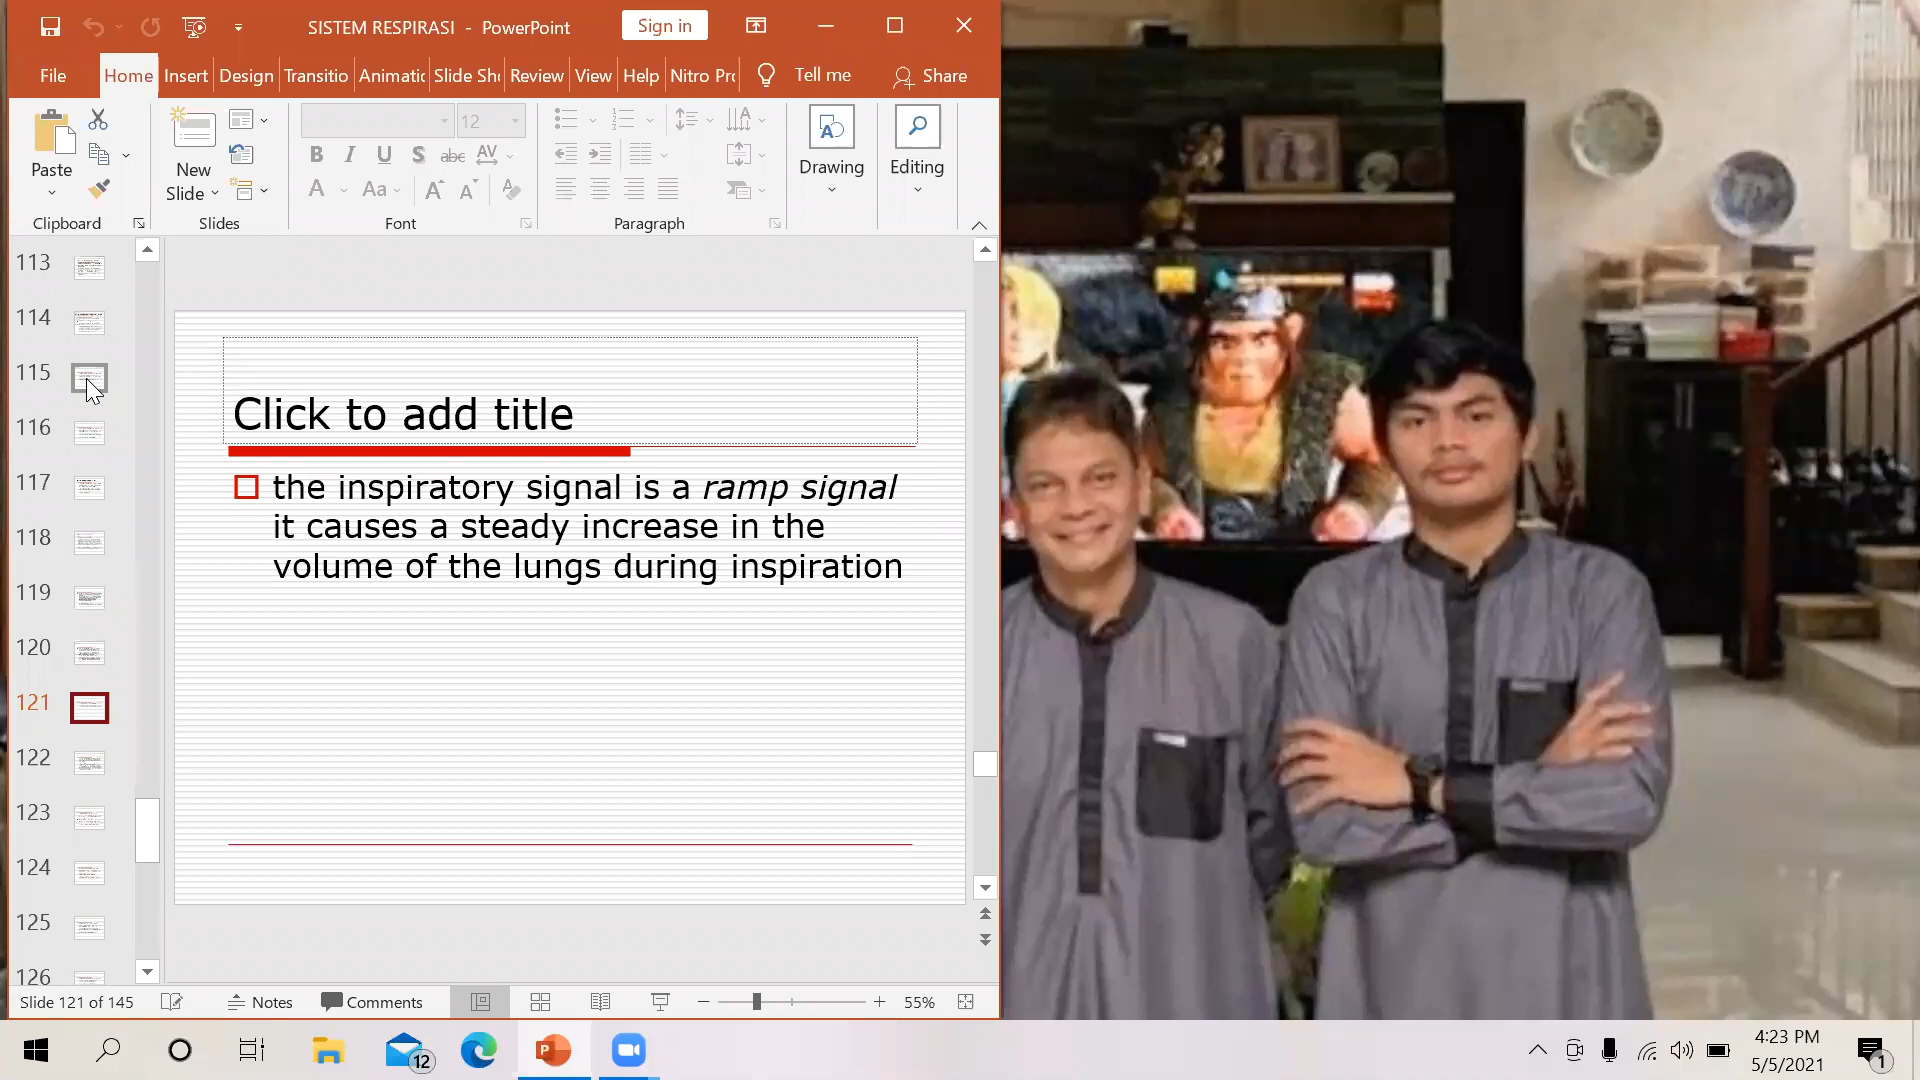 SISTEM RESPIRASI - PowerPoint
Sign in
File Home Insert Design Transitio Animatic Slide Sh Review View Help Nitro Pr Tell me Share
Paste
New
Slide
12
B I U S abc AV
A Aa A A
Drawing
Editing
Clipboard Slides Font Paragraph
113
114
115
116
117
118
119
120
121
122
123
124
125
126
Click to add title
the inspiratory signal is a ramp signal
it causes a steady increase in the
volume of the lungs during inspiration
Slide 121 of 145 Notes Comments 55%
12
4:23 PM
5/5/2021
1